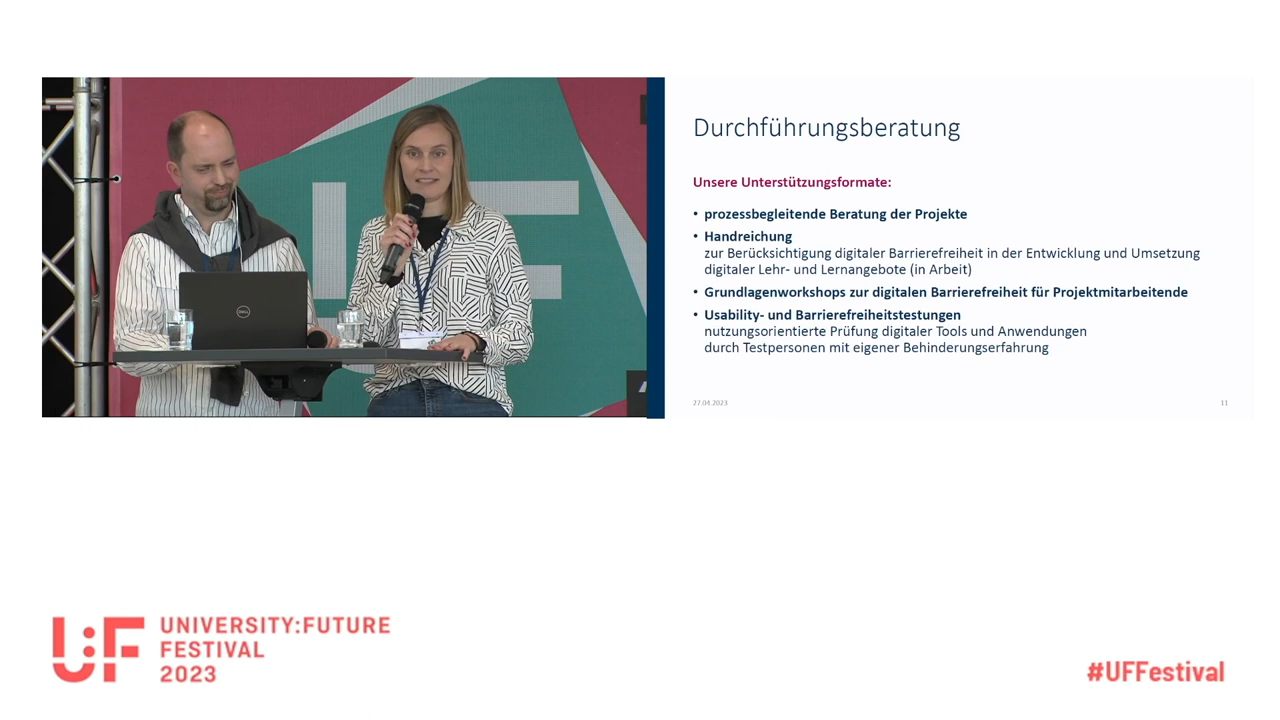 Durchführungsberatung
Unsere Unterstützungsformate:
• prozessbegleitende Beratung der Projekte
• Handreichung
zur Berücksichtigung digitaler Barrierefreiheit in der Entwicklung und Umsetzung
digitaler Lehr- und Lernangebote (in Arbeit)
• Grundlagenworkshops zur digitalen Barrierefreiheit für Projektmitarbeitende
• Usability- und Barrierefreiheitstestungen
nutzungsorientierte Prüfung digitaler Tools und Anwendungen
durch Testpersonen mit eigener Behinderungserfahrung
27.04.2023
11
DELL
U:F
UNIVERSITY:FUTURE
FESTIVAL
2023
#UFFestival